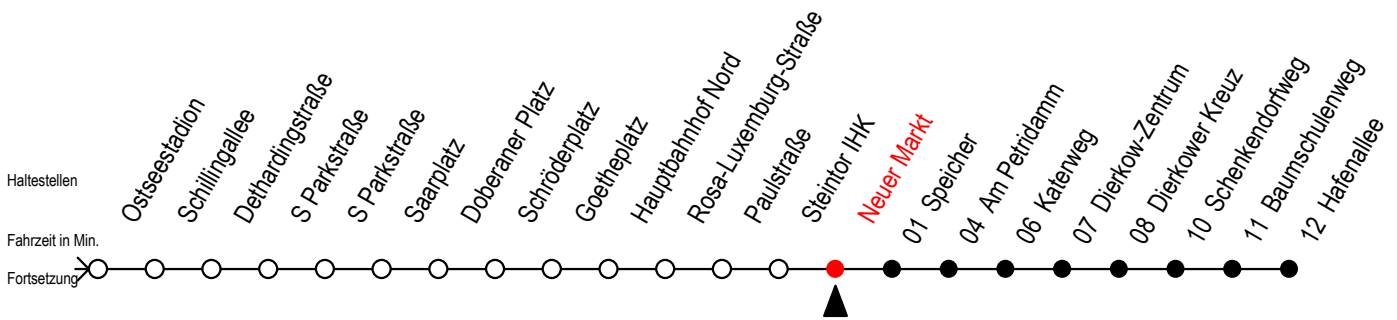 Haltestellen
Ostseestadion
Schillingallee
Dethardingstraße
S Parkstraße
S Parkstraße
Saarplatz
Doberaner Platz
Schröderplatz
Goetheplatz
Hauptbahnhof Nord
Rosa-Luxemburg-Straße
Paulstraße
Steintor IHK
Neuer Markt
01 Speicher
04 Am Petridamm
06 Katenweg
07 Dierkow-Zentrum
08 Dierkower Kreuz
10 Schenkendorfweg
11 Baumschulenweg
12 Hafenallee
Fahrzeit in Min.
Fortsetzung